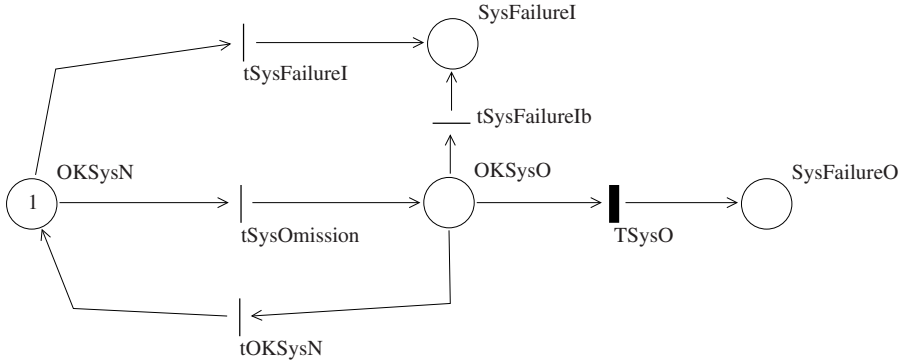 SysFailureI
tSysFailureI
tSysFailureIb
OKSysN
OKSysO
SysFailureO
1
tSysOmission
TSysO
tOKSysN